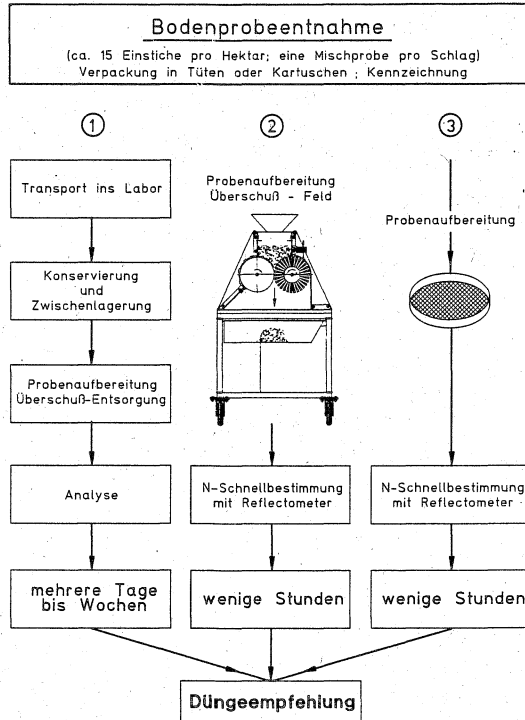 Bodenprobeentnahme
(ca. 15 Einstiche pro Hektar; eine Mischprobe pro Schlag)
Verpackung in Tüten oder Kartuschen ; Kennzeichnung
1
Transport ins Labor
Konservierung
und
Zwischenlagerung
Probenaufbereitung
Überschuß-Entsorgung
Analyse
mehrere Tage
bis Wochen
2
Probenaufbereitung
Überschuß - Feld
N-Schnellbestimmung
mit Reflectometer
wenige Stunden
3
Probenaufbereitung
N-Schnellbestimmung
mit Reflectometer
wenige Stunden
Düngeempfehlung